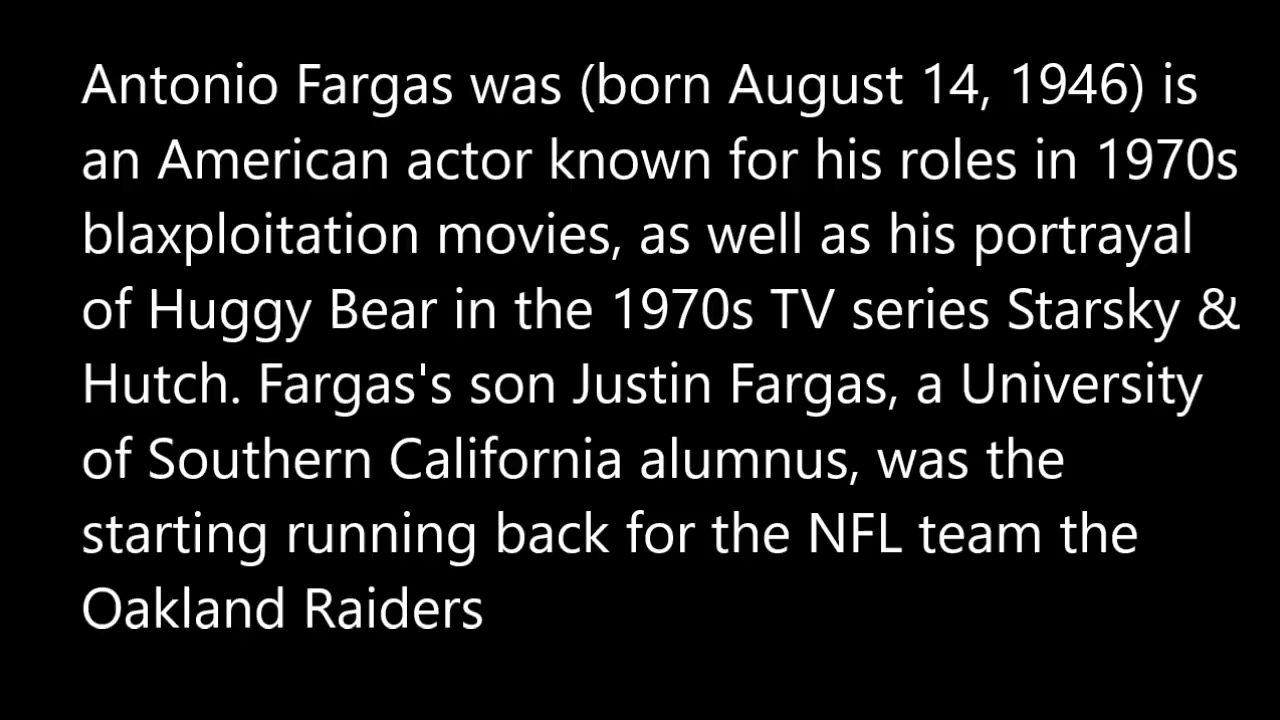 Antonio Fargas was (born August 14, 1946) is
an American actor known for his roles in 1970s
blaxploitation movies, as well as his portrayal
of Huggy Bear in the 1970s TV series Starsky &
Hutch. Fargas's son Justin Fargas, a University
of Southern California alumnus, was the
starting running back for the NFL team the
Oakland Raiders